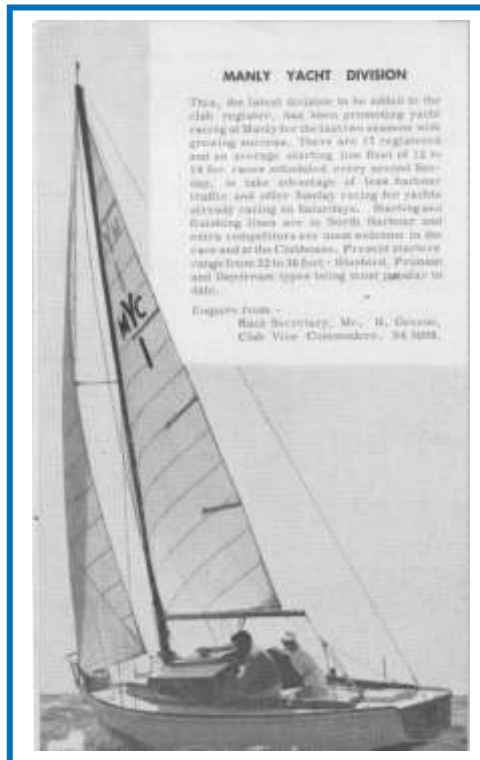 MANLY YACHT DIVISION
This, the latest division to be added to the
club register, has been promoting yacht
racing at Manly for the last two seasons with
growing success. There are 17 registered
and an average starting line fleet of 12 to
14 for races scheduled every second Sun-
day, to take advantage of less harbour
traffic and offer Sunday racing for yachts
already racing on Saturdays. Starting and
finishing lines are in North Harbour and
extra competitors are most welcome in the
race and at the Clubhouse. Present starters
range from 22 to 36 feet - Bluebird, Primaat
and Daydream types being most popular to
date.
Enquire from -
Race Secretary, Mr.
Club Vice Commodore,
MYC
1